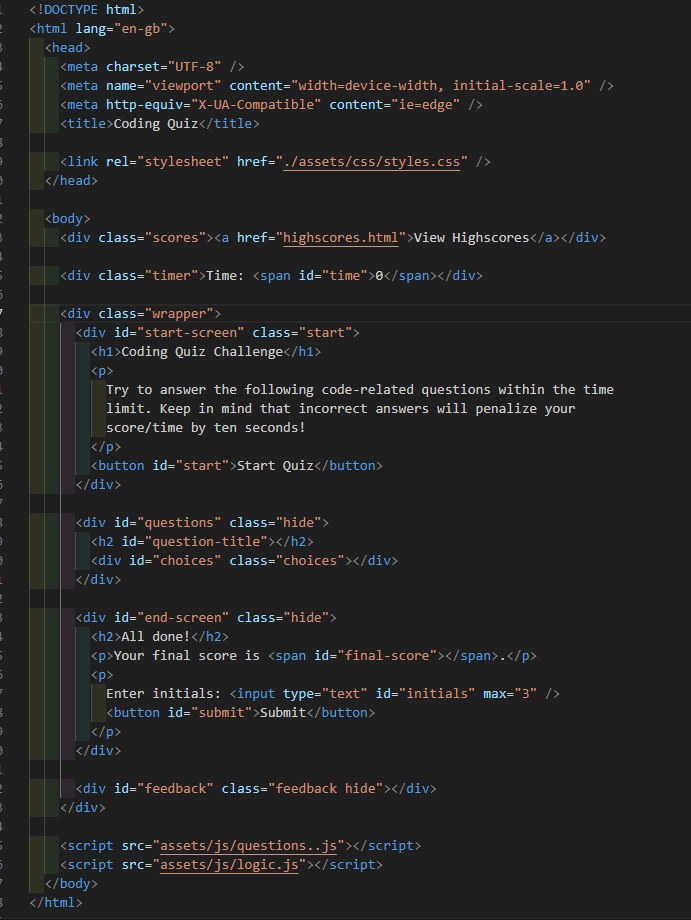 <!DOCTYPE html>
<html lang="en-gb">
<head>
<meta charset="UTF-8" />
<meta name="viewport" content="width=device-width, initial-scale=1.0" />
<meta http-equiv="X-UA-Compatible" content="ie=edge" />
<title>Coding Quiz</title>
<link rel="stylesheet" href="./assets/css/styles.css" />
</head>
<body>
<div class="scores"><a href="highscores.html">View Highscores</a></div>
<div class="timer">Time: <span id="time">0</span></div>
<div class="wrapper">
<div id="start-screen" class="start">
<h1>Coding Quiz Challenge</h1>
<p>
Try to answer the following code-related questions within the time
limit. Keep in mind that incorrect answers will penalize your
score/time by ten seconds!
</p>
<button id="start">Start Quiz</button>
</div>
<div id="questions" class="hide">
<h2 id="question-title"></h2>
<div id="choices" class="choices"></div>
</div>
<div id="end-screen" class="hide">
<h2>All done!</h2>
<p>Your final score is <span id="final-score"></span>.</p>
<p>
Enter initials: <input type="text" id="initials" max="3" />
<button id="submit">Submit</button>
</p>
</div>
<div id="feedback" class="feedback hide"></div>
</div>
<script src="assets/js/questions..js"></script>
<script src="assets/js/logic.js"></script>
</body>
</html>